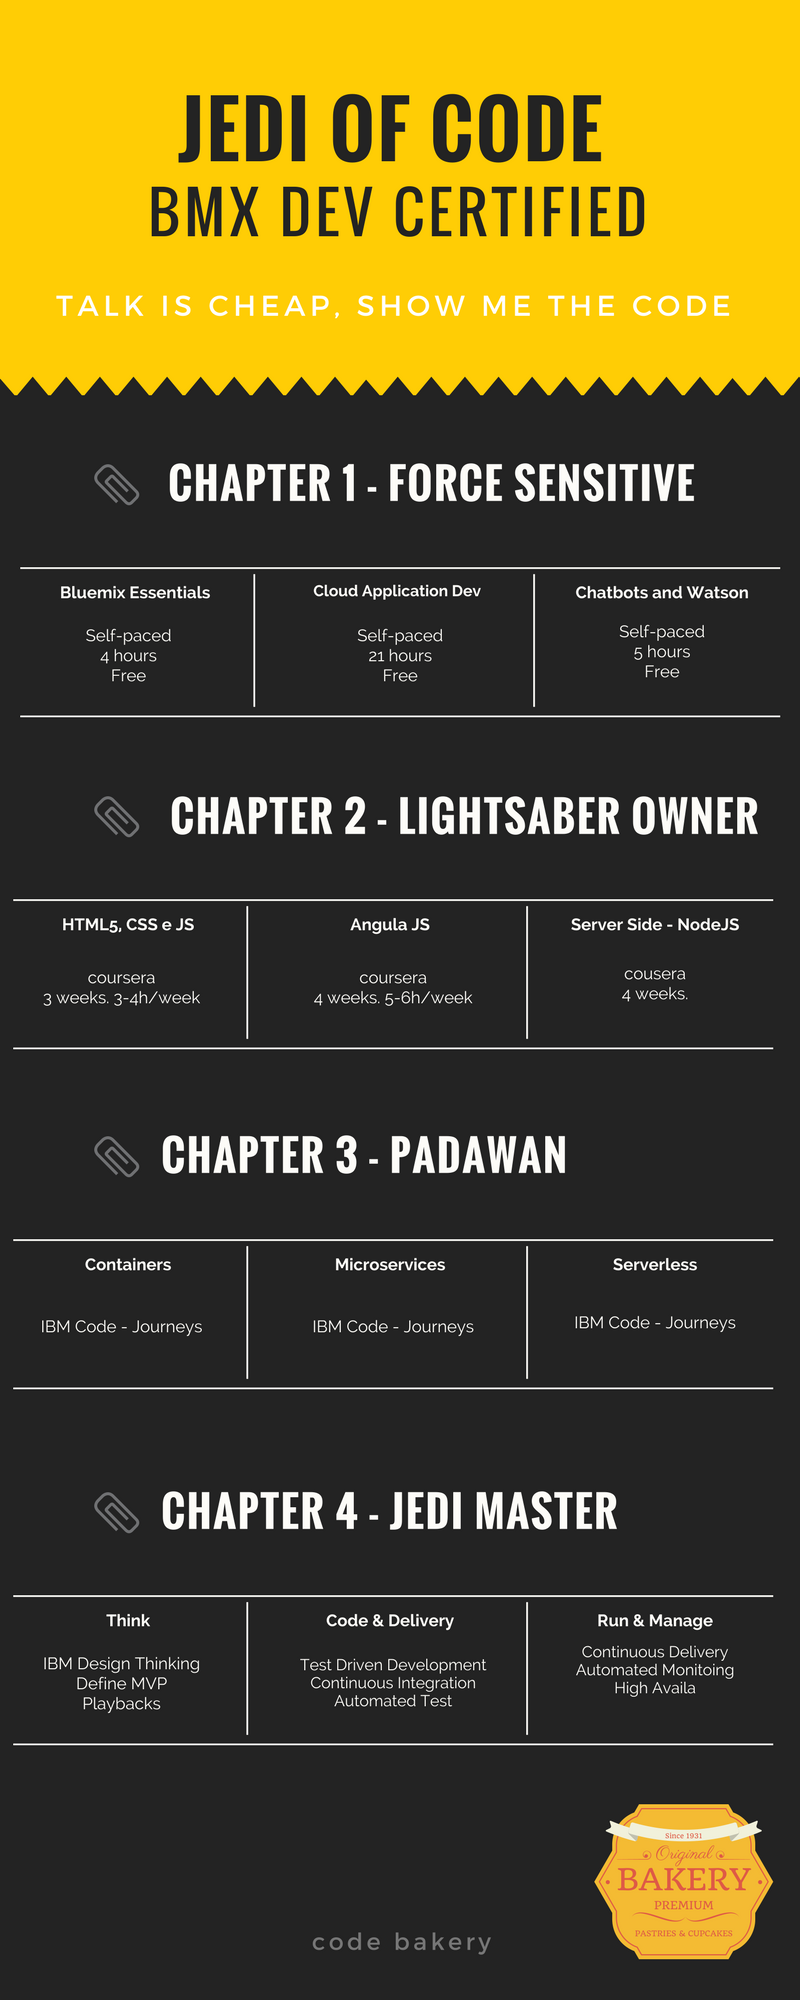 JEDI OF CODE
BMX DEV CERTIFIED
TALK IS CHEAP, SHOW ME THE CODE
CHAPTER 1 - FORCE SENSITIVE
Bluemix Essentials
Self-paced
4 hours
Free
Cloud Application Dev
Self-paced
21 hours
Free
Chatbots and Watson
Self-paced
5 hours
Free
CHAPTER 2 - LIGHTSABER OWNER
HTML5, CSS e JS
coursera
3 weeks. 3-4h/week
Angula JS
coursera
4 weeks. 5-6h/week
Server Side - NodeJS
cousera
4 weeks.
CHAPTER 3 - PADAWAN
Containers
IBM Code - Journeys
Microservices
IBM Code - Journeys
Serverless
IBM Code - Journeys
CHAPTER 4 - JEDI MASTER
Think
IBM Design Thinking
Define MVP
Playbacks
Code & Delivery
Test Driven Development
Continuous Integration
Automated Test
Run & Manage
Continuous Delivery
Automated Monitoing
High Availa
Since 1931
Original
BAKERY
PREMIUM
PASTRIES & CUPCAKES
code bakery